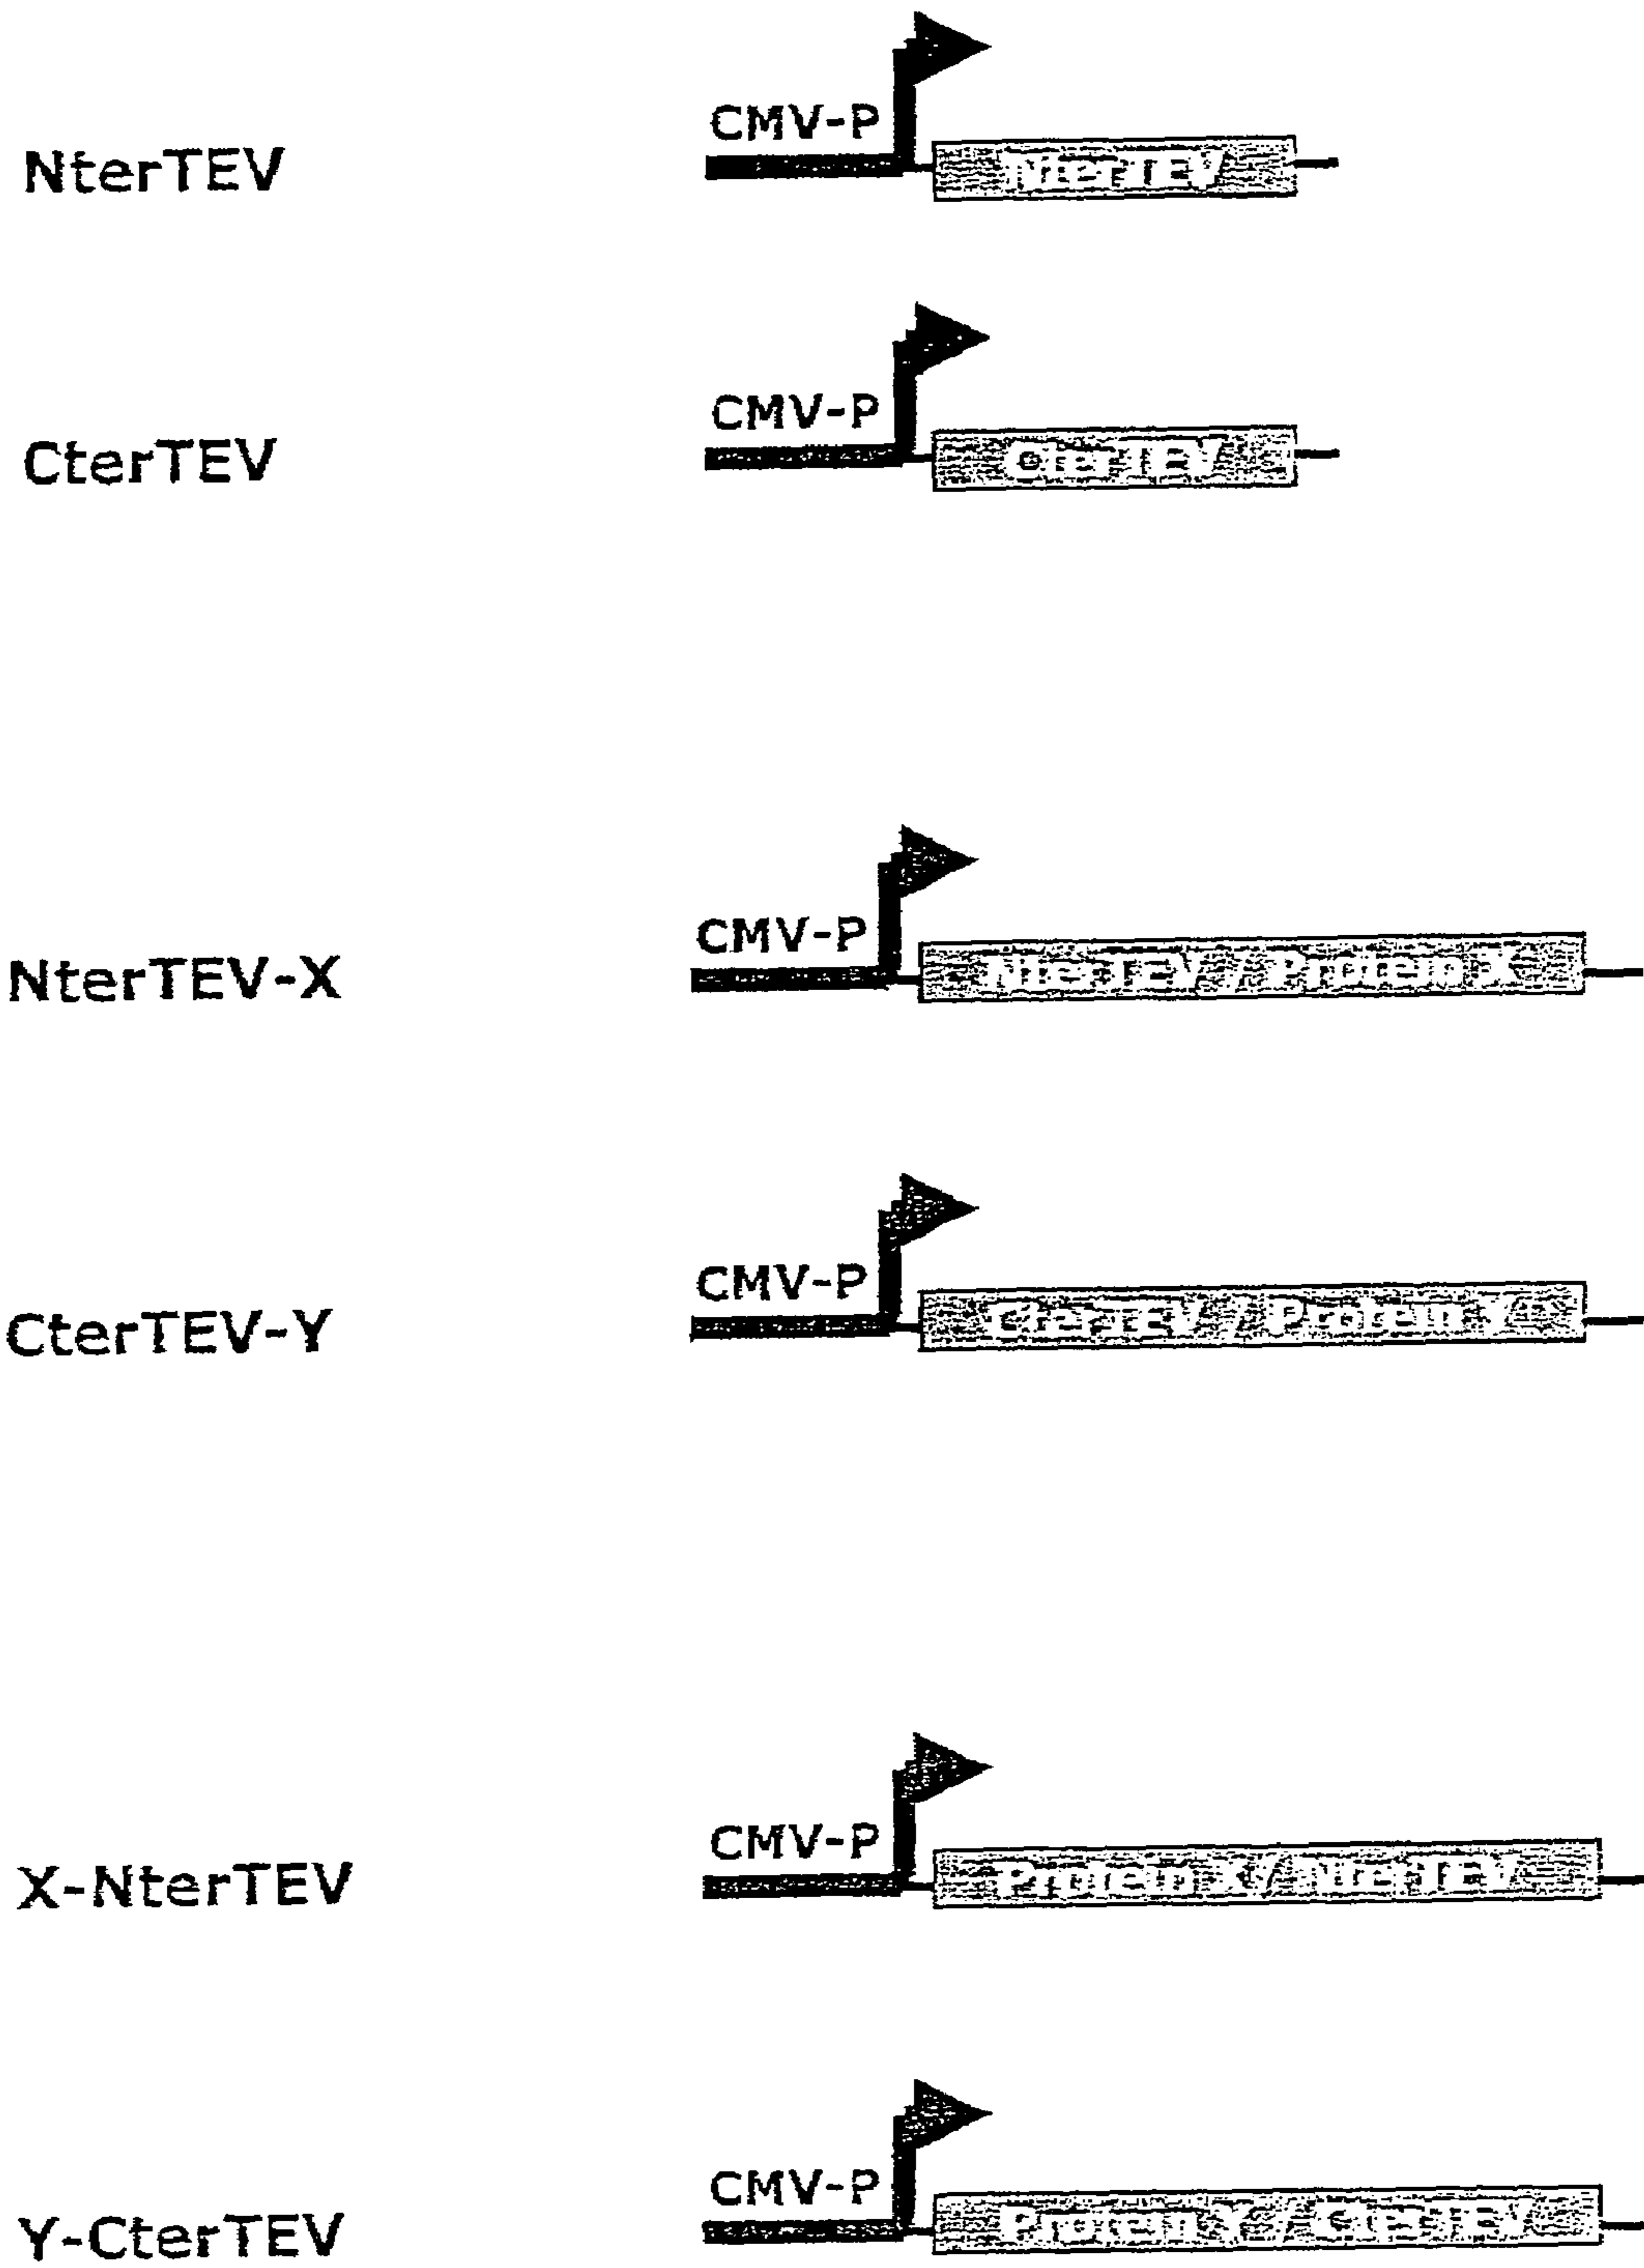 CMV-P
NterTEV
NterTEV
CMV-P
CterTEV
CterTEV
CMV-P
NterTEV-X
NterTEV / Protein X
CMV-P
CterTEV-Y
CterTEV / Protein Y
CMV-P
X-NterTEV
Protein X / NterTEV
CMV-P
Y-CterTEV
Protein Y / CterTEV